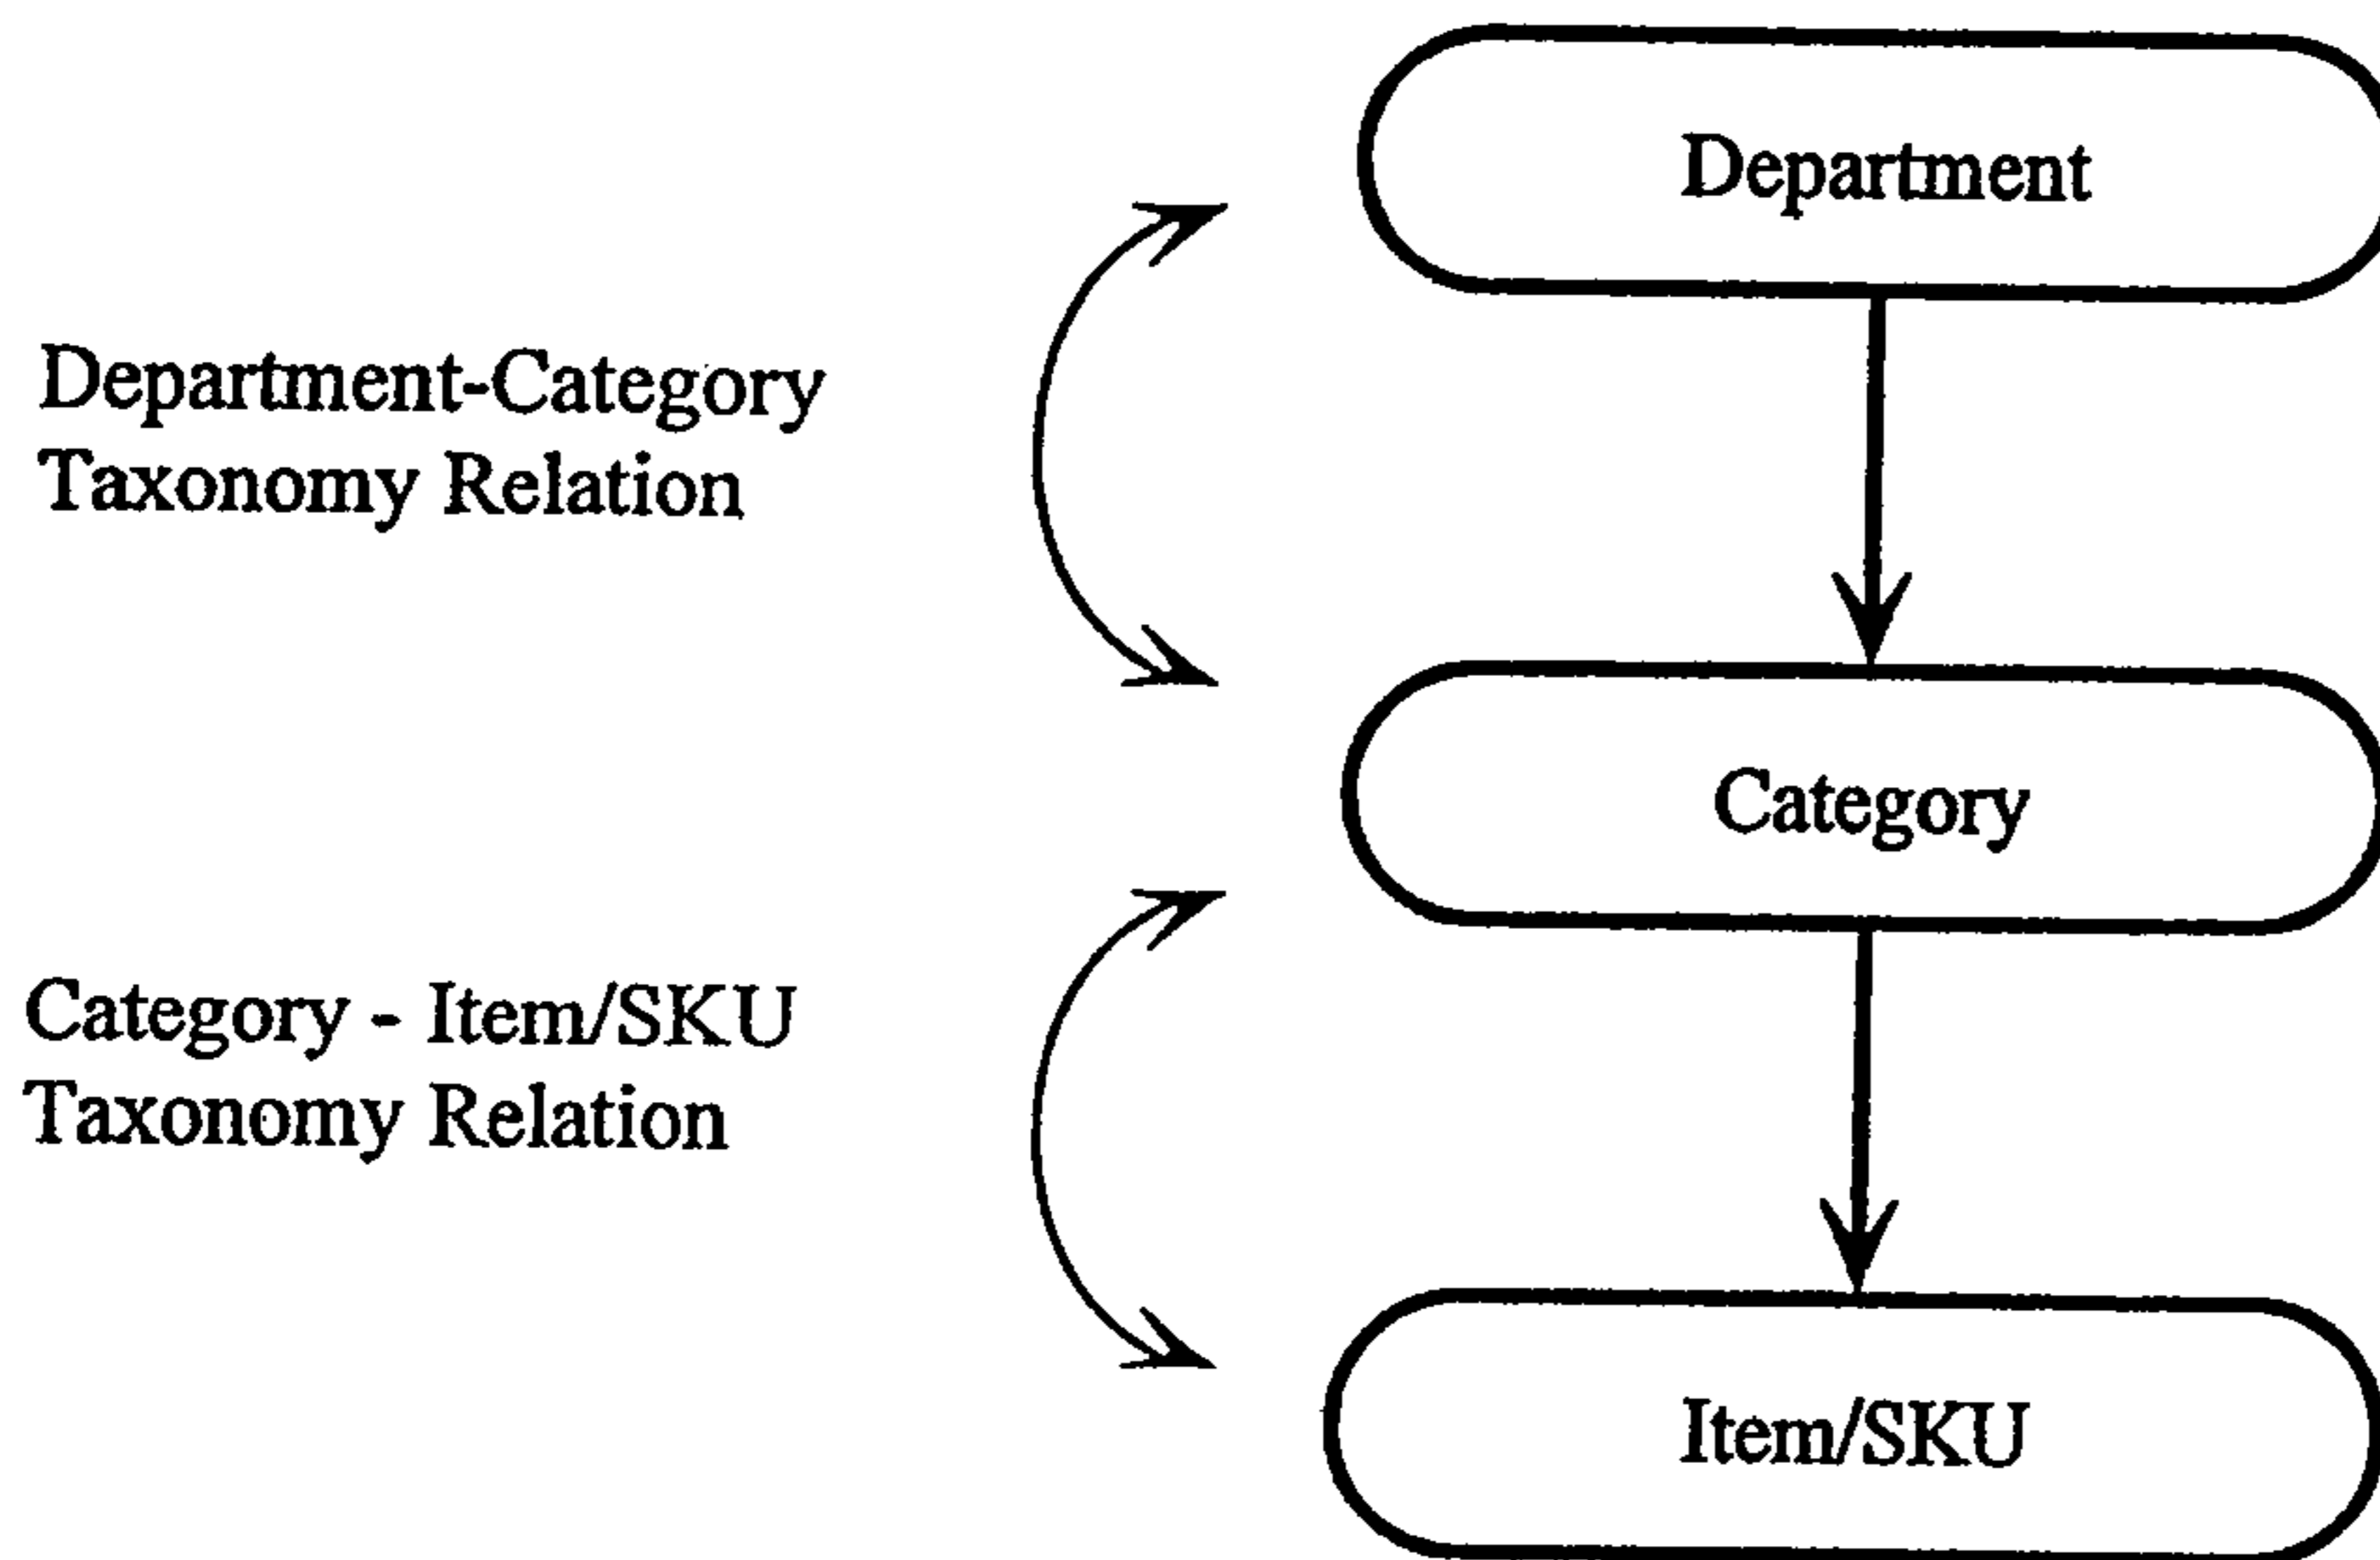 Department
Department-Category
Taxonomy Relation
Category
Category - Item/SKU
Taxonomy Relation
Item/SKU